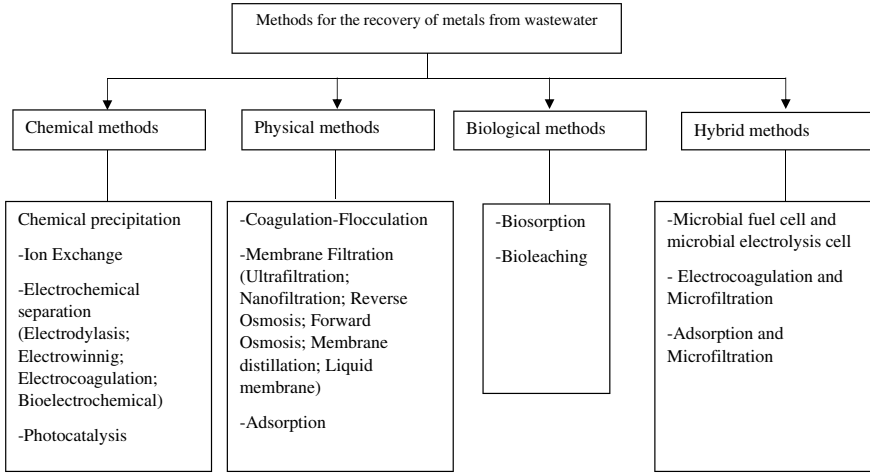 Methods for the recovery of metals from wastewater
Chemical methods
Physical methods
Biological methods
Hybrid methods
Chemical precipitation
-Ion Exchange
-Electrochemical
separation
(Electrodylasis;
Electrowinnig;
Electrocoagulation;
Bioelectrochemical)
-Photocatalysis
-Coagulation-Flocculation
-Membrane Filtration
(Ultrafiltration;
Nanofiltration; Reverse
Osmosis; Forward
Osmosis; Membrane
distillation; Liquid
membrane)
-Adsorption
-Biosorption
-Bioleaching
-Microbial fuel cell and
microbial electrolysis cell
- Electrocoagulation and
Microfiltration
-Adsorption and
Microfiltration